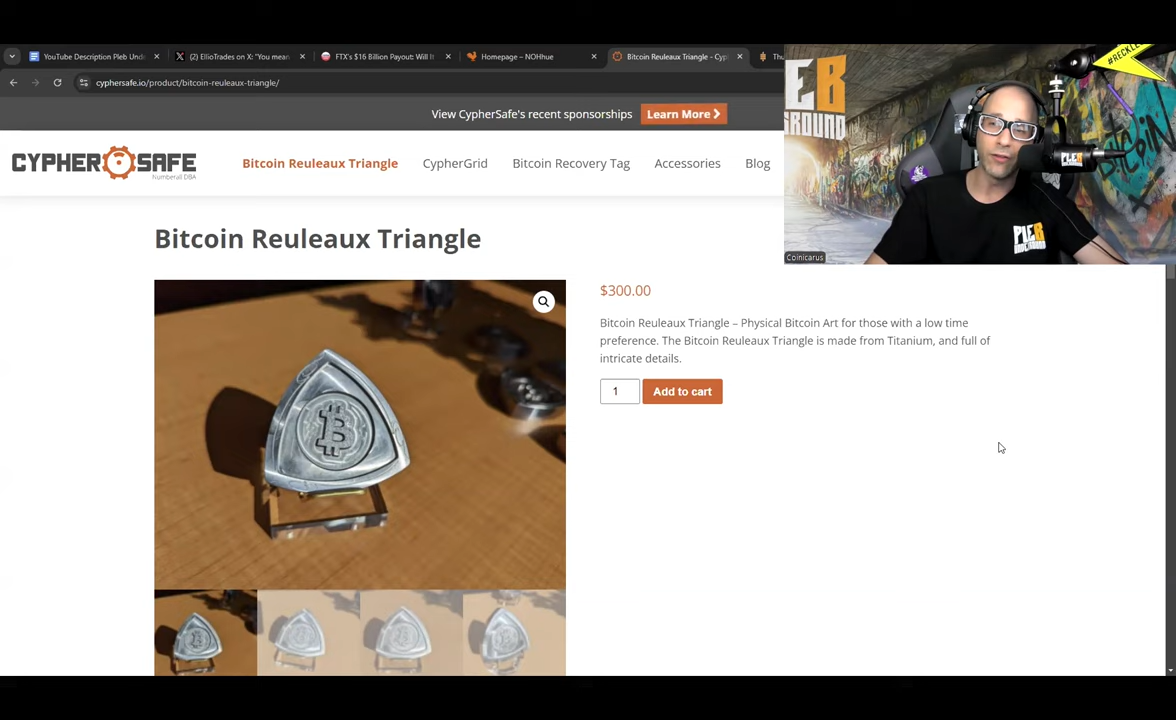 YouTube Description Pleb Und
(2) EllioTrades on X: "You mean
FTX's $16 Billion Payout: Will It
Homepage – NOHhue
Bitcoin Reuleaux Triangle - Cyp
Thu
cyphersafe.io/product/bitcoin-reuleaux-triangle/
View CypherSafe's recent sponsorships
Learn More
CYPHER SAFE
Numberall DBA
Bitcoin Reuleaux Triangle
CypherGrid
Bitcoin Recovery Tag
Accessories
Blog
#RECKLE
Coinicarus
Bitcoin Reuleaux Triangle
$300.00
Bitcoin Reuleaux Triangle – Physical Bitcoin Art for those with a low time
preference. The Bitcoin Reuleaux Triangle is made from Titanium, and full of
intricate details.
1
Add to cart